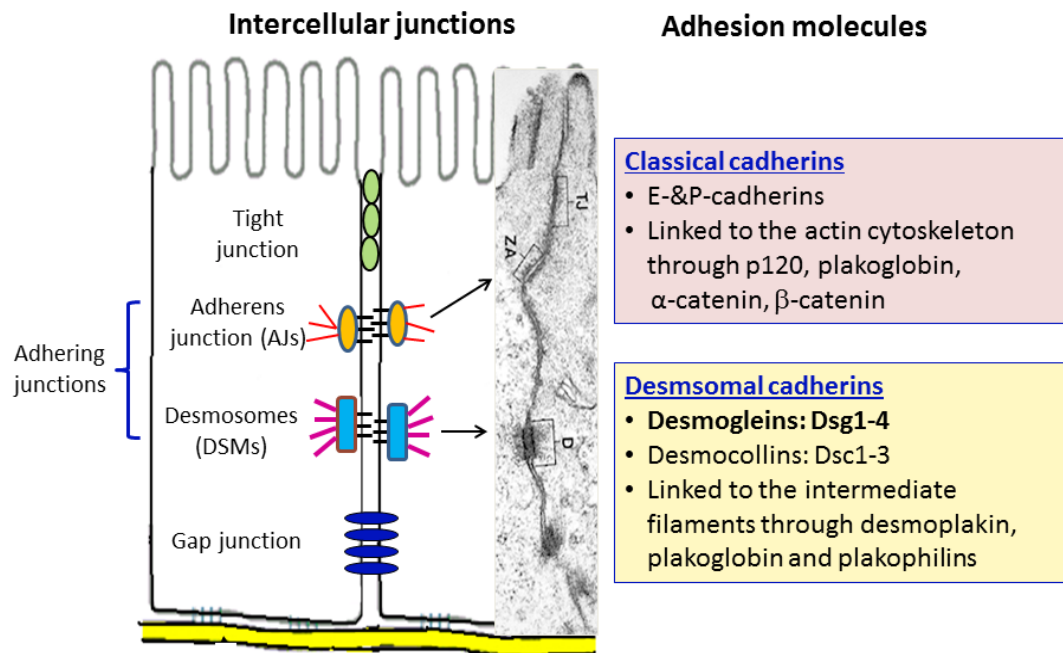 Intercellular junctions
Adhesion molecules
Tight
junction
Adherens
junction (AJs)
Adhering
junctions
Desmosomes
(DSMs)
Gap junction
TJ
ZA
D
Classical cadherins
• E-&P-cadherins
• Linked to the actin cytoskeleton
through p120, plakoglobin,
α-catenin, β-catenin
Desmsomal cadherins
• Desmogleins: Dsg1-4
• Desmocollins: Dsc1-3
• Linked to the intermediate
filaments through desmoplakin,
plakoglobin and plakophilins